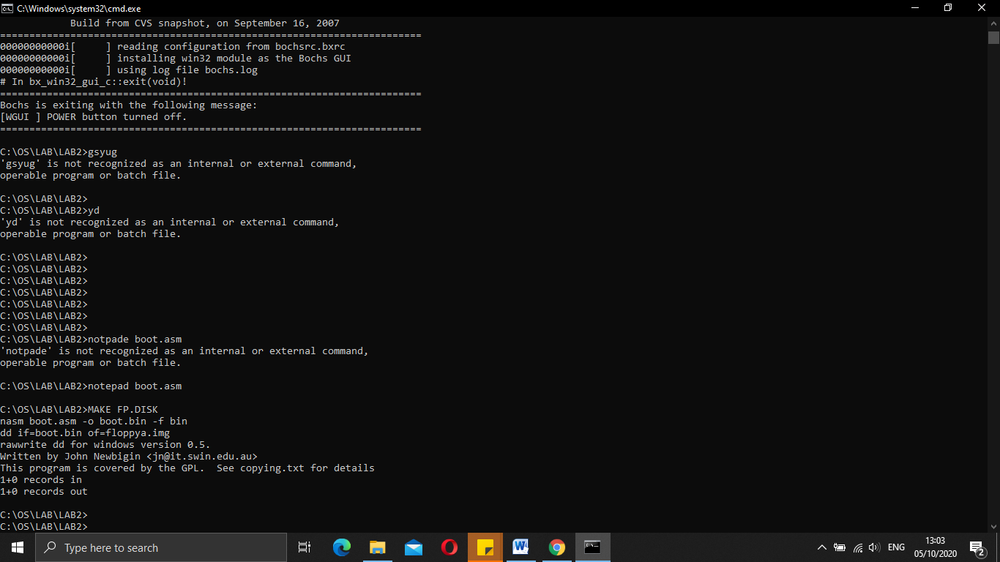 C:\Windows\system32\cmd.exe
Build from CVS snapshot, on September 16, 2007
========================================================================
00000000000i[     ] reading configuration from bochsrc.bxrc
00000000000i[     ] installing win32 module as the Bochs GUI
00000000000i[     ] using log file bochs.log
# In bx_win32_gui_c::exit(void)!
========================================================================
Bochs is exiting with the following message:
[WGUI ] POWER button turned off.
========================================================================
C:\OS\LAB\LAB2>gsyug
'gsyug' is not recognized as an internal or external command,
operable program or batch file.
C:\OS\LAB\LAB2>
C:\OS\LAB\LAB2>yd
'yd' is not recognized as an internal or external command,
operable program or batch file.
C:\OS\LAB\LAB2>
C:\OS\LAB\LAB2>
C:\OS\LAB\LAB2>
C:\OS\LAB\LAB2>
C:\OS\LAB\LAB2>
C:\OS\LAB\LAB2>
C:\OS\LAB\LAB2>
C:\OS\LAB\LAB2>notpade boot.asm
'notpade' is not recognized as an internal or external command,
operable program or batch file.
C:\OS\LAB\LAB2>notepad boot.asm
C:\OS\LAB\LAB2>MAKE FP.DISK
nasm boot.asm -o boot.bin -f bin
dd if=boot.bin of=floppya.img
rawwrite dd for windows version 0.5.
Written by John Newbigin <jn@it.swin.edu.au>
This program is covered by the GPL.  See copying.txt for details
1+0 records in
1+0 records out
C:\OS\LAB\LAB2>
C:\OS\LAB\LAB2>
Type here to search
ENG
13:03
05/10/2020
2